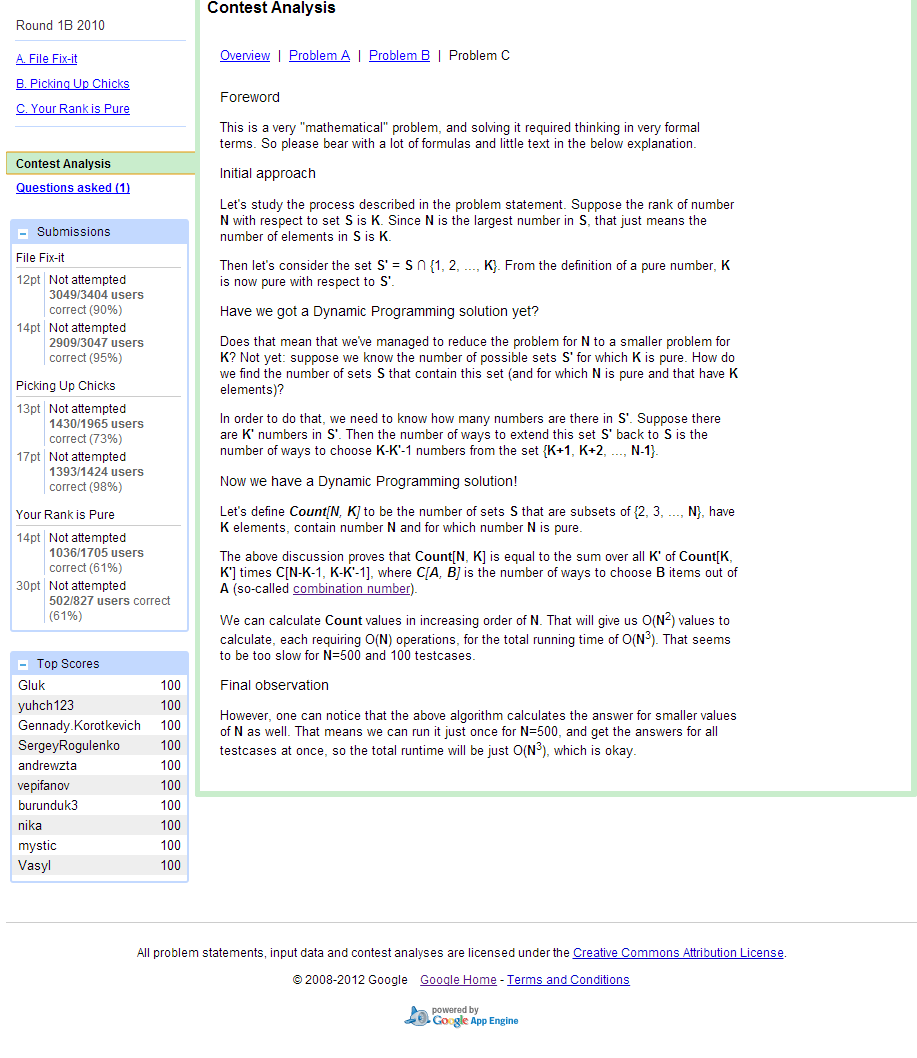 Round 1B 2010
A. File Fix-it
B. Picking Up Chicks
C. Your Rank is Pure
Contest Analysis
Questions asked (1)
Submissions
File Fix-it
12pt Not attempted
3049/3404 users
correct (90%)
14pt Not attempted
2909/3047 users
correct (95%)
Picking Up Chicks
13pt Not attempted
1430/1965 users
correct (73%)
17pt Not attempted
1393/1424 users
correct (98%)
Your Rank is Pure
14pt Not attempted
1036/1705 users
correct (61%)
30pt Not attempted
502/827 users correct
(61%)
Top Scores
Gluk 100
yuhch123 100
Gennady.Korotkevich 100
SergeyRogulenko 100
andrewzta 100
vepifanov 100
burunduk3 100
nika 100
mystic 100
Vasyl 100
Contest Analysis
Overview | Problem A | Problem B | Problem C
Foreword
This is a very "mathematical" problem, and solving it required thinking in very formal
terms. So please bear with a lot of formulas and little text in the below explanation.
Initial approach
Let's study the process described in the problem statement. Suppose the rank of number
N with respect to set S is K. Since N is the largest number in S, that just means the
number of elements in S is K.
Then let's consider the set S' = S ∩ {1, 2, ..., K}. From the definition of a pure number, K
is now pure with respect to S'.
Have we got a Dynamic Programming solution yet?
Does that mean that we've managed to reduce the problem for N to a smaller problem for
K? Not yet: suppose we know the number of possible sets S' for which K is pure. How do
we find the number of sets S that contain this set (and for which N is pure and that have K
elements)?
In order to do that, we need to know how many numbers are there in S'. Suppose there
are K' numbers in S'. Then the number of ways to extend this set S' back to S is the
number of ways to choose K-K'-1 numbers from the set {K+1, K+2, ..., N-1}.
Now we have a Dynamic Programming solution!
Let's define Count[N, K] to be the number of sets S that are subsets of {2, 3, ..., N}, have
K elements, contain number N and for which number N is pure.
The above discussion proves that Count[N, K] is equal to the sum over all K' of Count[K,
K'] times C[N-K-1, K-K'-1], where C[A, B] is the number of ways to choose B items out of
A (so-called combination number).
We can calculate Count values in increasing order of N. That will give us O(N²) values to
calculate, each requiring O(N) operations, for the total running time of O(N³). That seems
to be too slow for N=500 and 100 testcases.
Final observation
However, one can notice that the above algorithm calculates the answer for smaller values
of N as well. That means we can run it just once for N=500, and get the answers for all
testcases at once, so the total runtime will be just O(N³), which is okay.
All problem statements, input data and contest analyses are licensed under the Creative Commons Attribution License.
© 2008-2012 Google Google Home - Terms and Conditions
powered by
Google App Engine